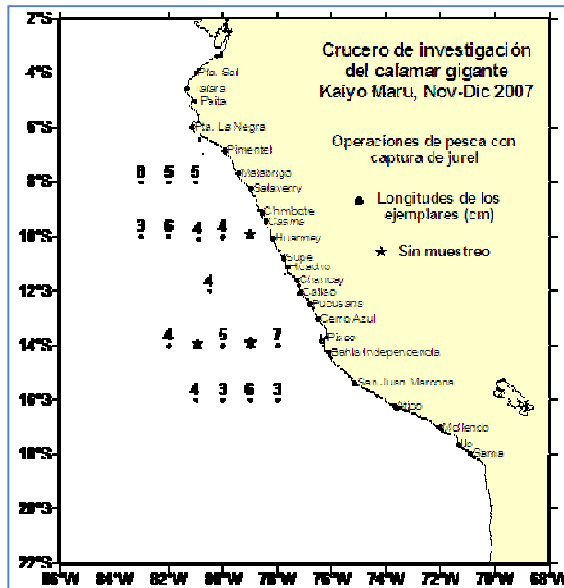 2°S
Crucero de investigación
del calamar gigante
Kaiyo Maru, Nov-Dic 2007
4°S
Paita
6°S
Pta. La Negra
Pimentel
Operaciones de pesca con
captura de jurel
5 5
8°S
Malabrigo
Salaverry
Longitudes de los
ejemplares (cm)
Chimbote
Casma
3 6 4 4
10°S
Huarmey
Sin muestreo
Supe
Huacho
Chancay
4
12°S
Callao
Pucusana
Cerro Azul
4 5 7
14°S
Pisco
Bahía Independencia
San Juan Marcona
4 3 6 3
16°S
Atico
Mollendo
Ilo
18°S
Sama
20°S
22°S
86°W 84°W 82°W 80°W 78°W 76°W 74°W 72°W 70°W 68°W